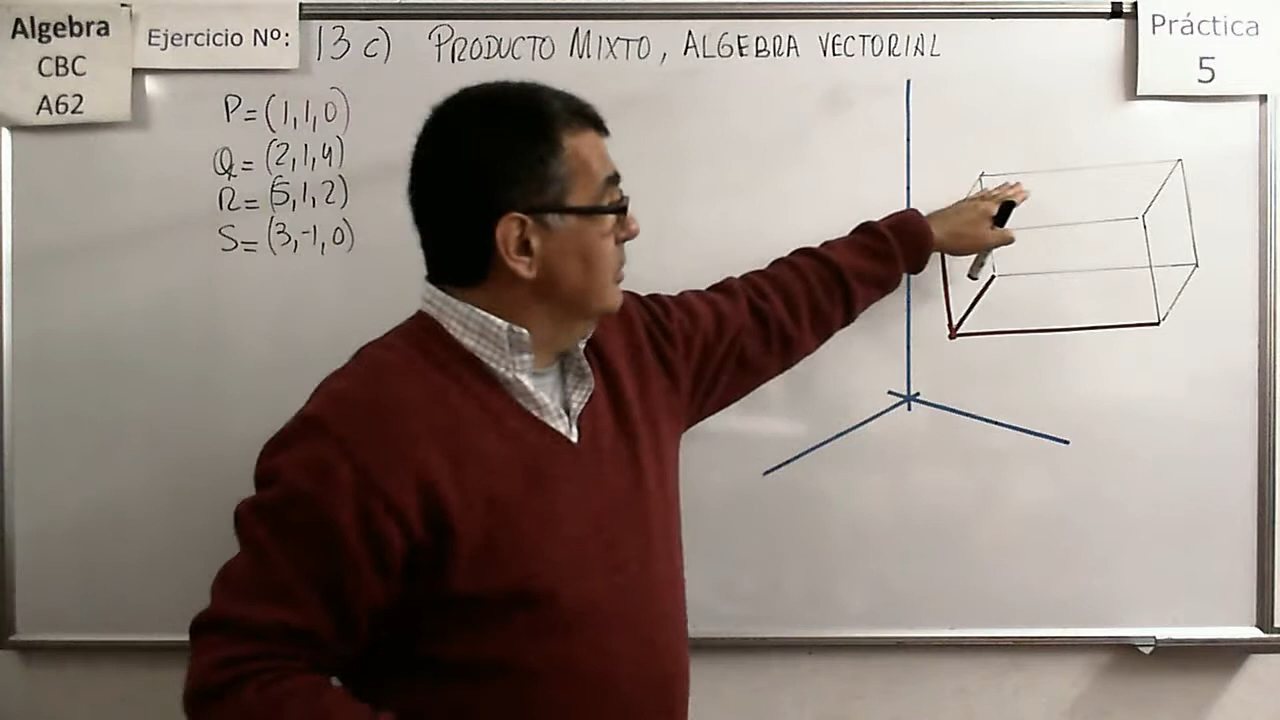 Algebra
CBC
A62
Ejercicio Nº:
13 c) PRODUCTO MIXTO, ALGEBRA VECTORIAL
Práctica
5
P=(1,1,0)
Q=(2,1,4)
R=(5,1,2)
S=(3,-1,0)